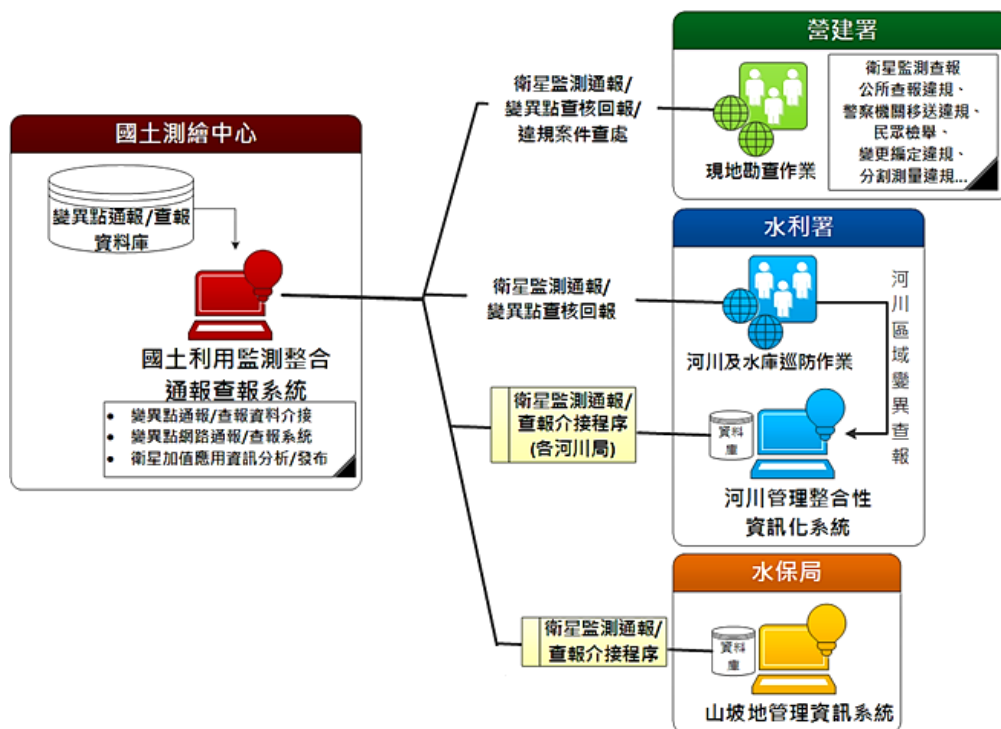 國土測繪中心
變異點通報/查報
資料庫
國土利用監測整合
通報查報系統
• 變異點通報/查報資料介接
• 變異點網路通報/查報系統
• 衛星加值應用資訊分析/發布
衛星監測通報/
變異點查核回報/
違規案件查處
營建署
現地勘查作業
衛星監測查報
公所查報違規、
警察機關移送違規、
民眾檢舉、
變更編定違規、
分割測量違規...
衛星監測通報/
變異點查核回報
水利署
河川及水庫巡防作業
河川區域變異查報
衛星監測通報/
查報介接程序
(各河川局)
資料
庫
河川管理整合性
資訊化系統
衛星監測通報/
查報介接程序
水保局
資料
庫
山坡地管理資訊系統